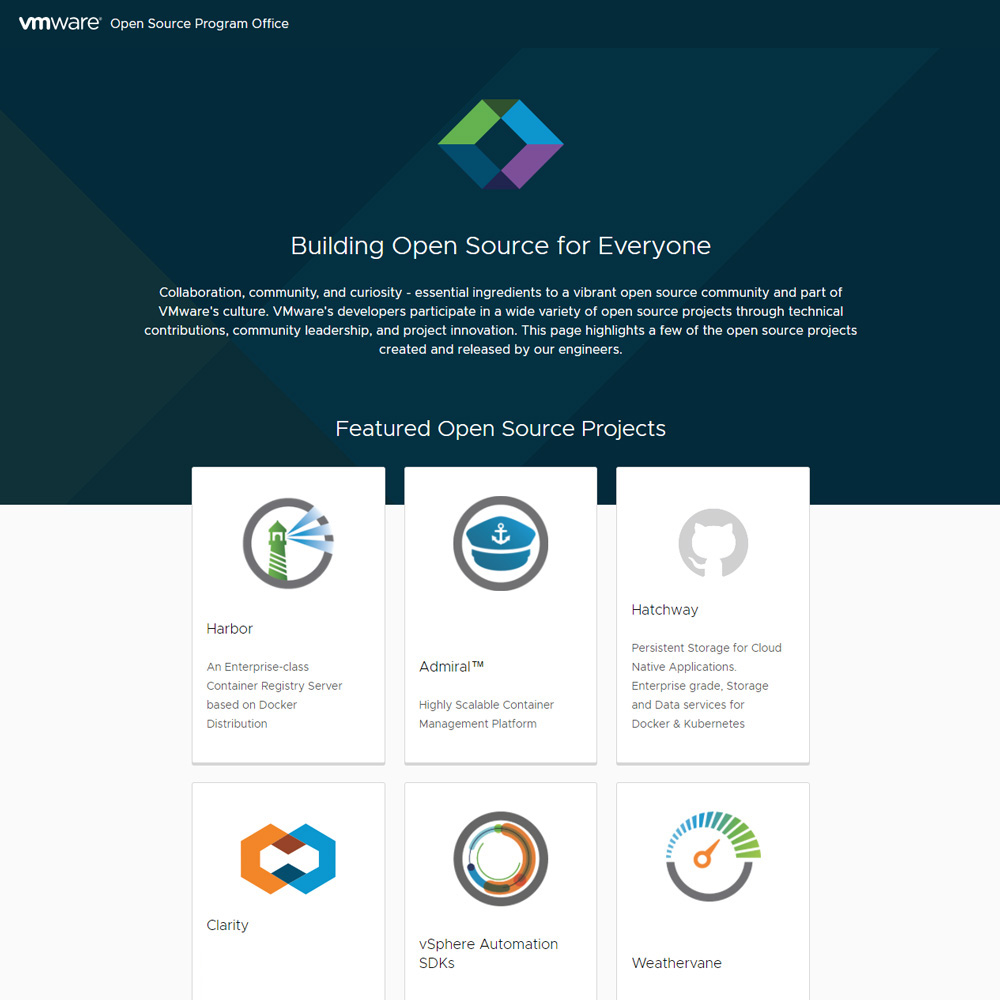 vmware® Open Source Program Office
Building Open Source for Everyone
Collaboration, community, and curiosity - essential ingredients to a vibrant open source community and part of
VMware's culture. VMware's developers participate in a wide variety of open source projects through technical
contributions, community leadership, and project innovation. This page highlights a few of the open source projects
created and released by our engineers.
Featured Open Source Projects
Harbor
An Enterprise-class
Container Registry Server
based on Docker
Distribution
Admiral™
Highly Scalable Container
Management Platform
Hatchway
Persistent Storage for Cloud
Native Applications.
Enterprise grade, Storage
and Data services for
Docker & Kubernetes
Clarity
vSphere Automation
SDKs
Weathervane